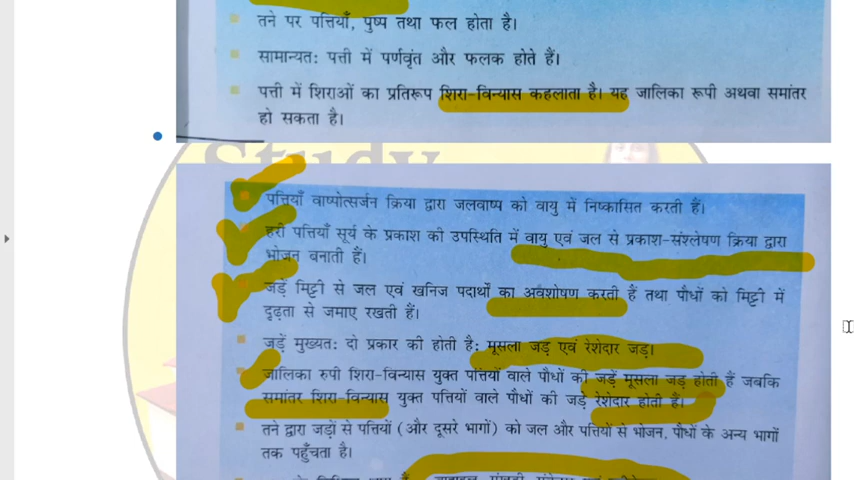 तने पर पत्तियाँ, पुष्प तथा फल होता है।
सामान्यत: पत्ती में पर्णवृंत और फलक होते हैं।
पत्ती में शिराओं का प्रतिरूप शिरा-विन्यास कहलाता है। यह जालिका रूपी अथवा समांतर
हो सकता है।
Study
पत्तियाँ वाष्पोत्सर्जन क्रिया द्वारा जलवाष्प को वायु में निष्कासित करती हैं।
हरी पत्तियाँ सूर्य के प्रकाश की उपस्थिति में वायु एवं जल से प्रकाश-संश्लेषण क्रिया द्वारा
भोजन बनाती हैं।
जड़ें मिट्टी से जल एवं खनिज पदार्थों का अवशोषण करती हैं तथा पौधों को मिट्टी में
दृढ़ता से जमाए रखती हैं।
जड़ें मुख्यत: दो प्रकार की होती है: मूसला जड़ एवं रेशेदार जड़।
जालिका रुपी शिरा-विन्यास युक्त पत्तियों वाले पौधों की जड़ें मूसला जड़ होती हैं जबकि
समांतर शिरा-विन्यास युक्त पत्तियों वाले पौधों की जड़ें रेशेदार होती हैं।
तने द्वारा जड़ों से पत्तियों (और दूसरे भागों) को जल और पत्तियों से भोजन, पौधों के अन्य भागों
तक पहुँचता है।